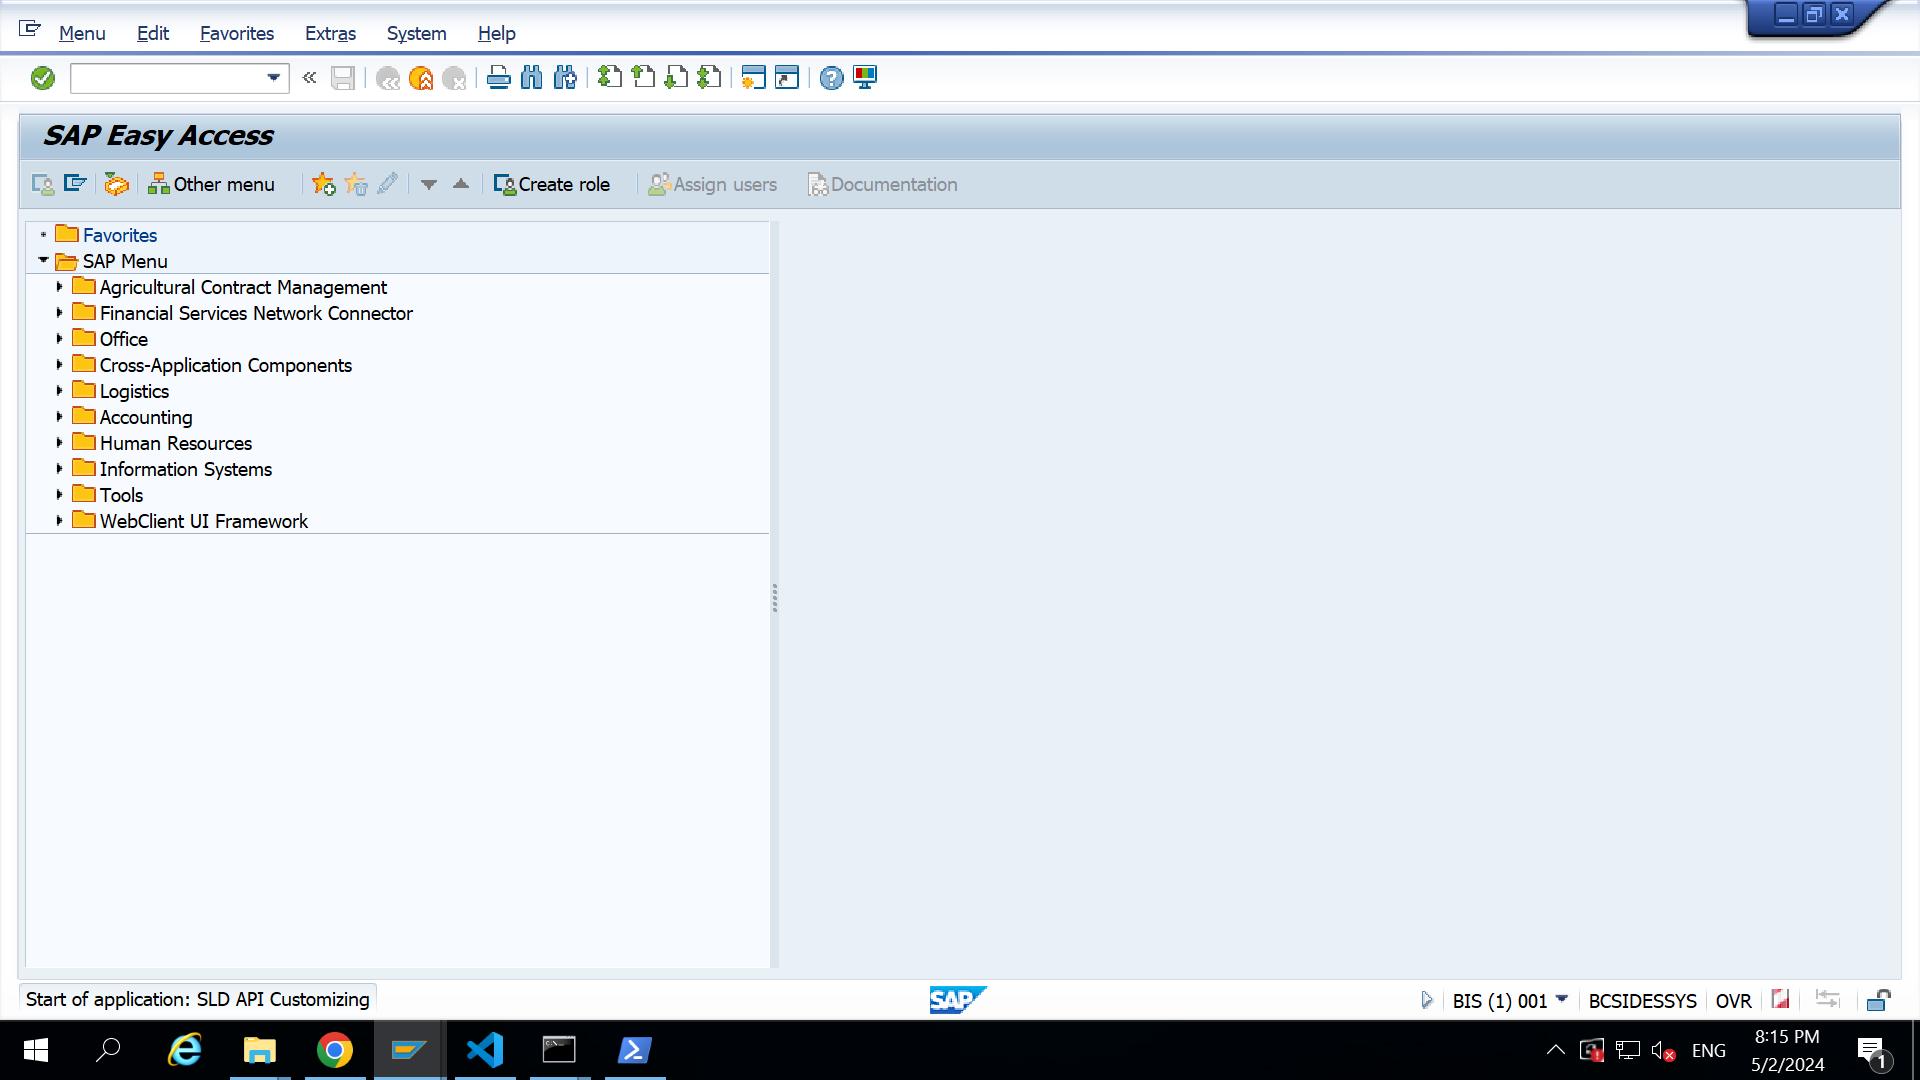 Menu Edit Favorites Extras System Help
SAP Easy Access
Other menu Create role Assign users Documentation
Favorites
SAP Menu
Agricultural Contract Management
Financial Services Network Connector
Office
Cross-Application Components
Logistics
Accounting
Human Resources
Information Systems
Tools
WebClient UI Framework
Start of application: SLD API Customizing SAP BIS (1) 001 BCSIDESSYS OVR
ENG 8:15 PM
5/2/2024
1